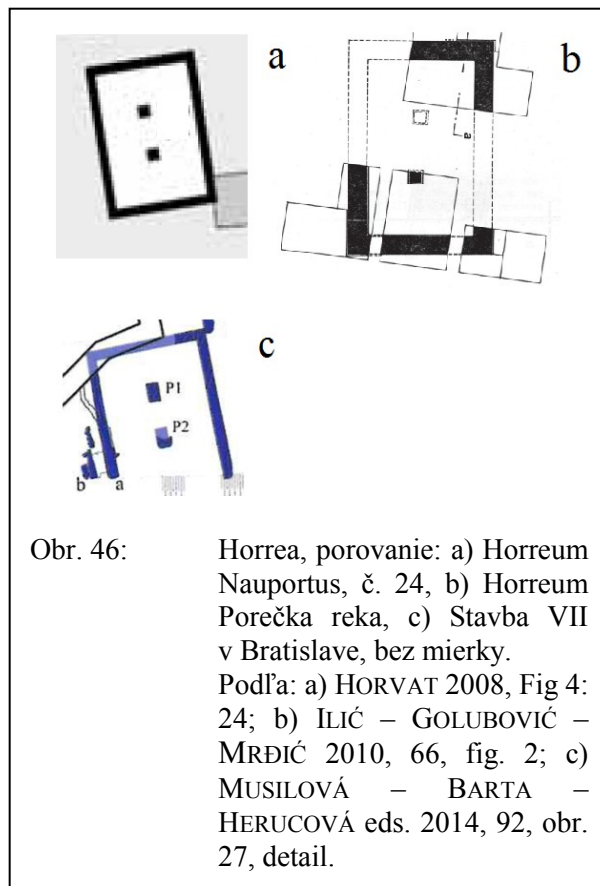 a
b
a
c
P1
P2
b a
Obr. 46: Horrea, porovanie: a) Horreum
Nauportus, č. 24, b) Horreum
Porečka reka, c) Stavba VII
v Bratislave, bez mierky.
Podľa: a) HORVAT 2008, Fig 4:
24; b) ILIĆ – GOLUBOVIĆ –
MRĐIĆ 2010, 66, fig. 2; c)
MUSILOVÁ – BARTA –
HERUCOVÁ eds. 2014, 92, obr.
27, detail.